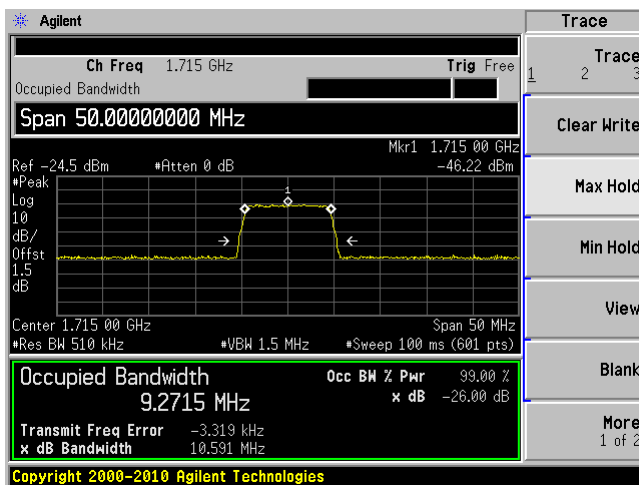 Agilent
Trace
Ch Freq 1.715 GHz Trig Free
Occupied Bandwidth
Span 50.00000000 MHz
Mkr1 1.715 00 GHz
Ref -24.5 dBm #Atten 0 dB -46.22 dBm
#Peak
Log
10
dB/
Offst
1.5
dB
1
Center 1.715 00 GHz Span 50 MHz
#Res BW 510 kHz #VBW 1.5 MHz #Sweep 100 ms (601 pts)
Occupied Bandwidth Occ BW % Pwr 99.00 %
9.2715 MHz x dB -26.00 dB
Transmit Freq Error -3.319 kHz
x dB Bandwidth 10.591 MHz
Copyright 2000-2010 Agilent Technologies
Trace
1 2 3
Clear Write
Max Hold
Min Hold
View
Blank
More
1 of 2